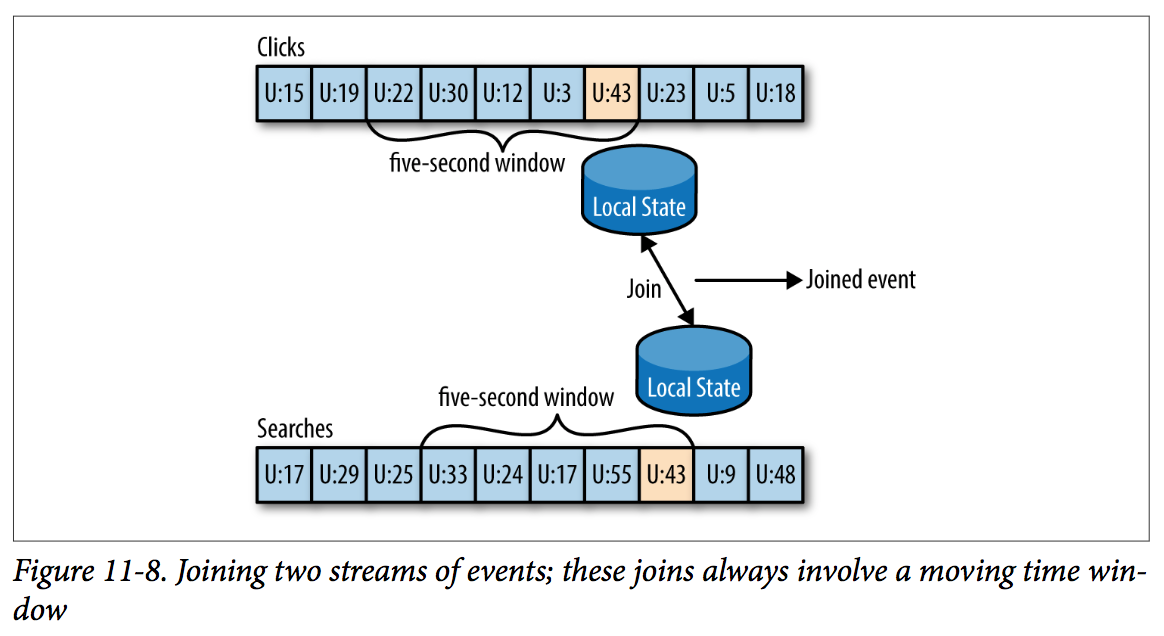 Clicks
U:15 U:19 U:22 U:30 U:12 U:3 U:43 U:23 U:5 U:18
five-second window
Local State
Join
Joined event
Local State
five-second window
Searches
U:17 U:29 U:25 U:33 U:24 U:17 U:55 U:43 U:9 U:48
Figure 11-8. Joining two streams of events; these joins always involve a moving time win-
dow